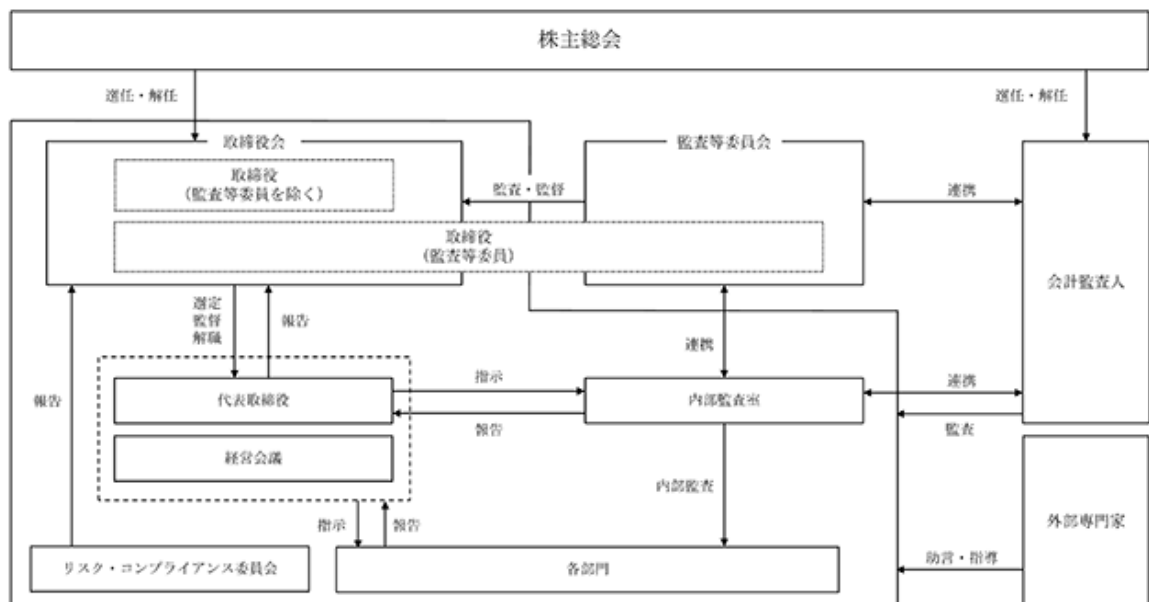 株主総会
選任・解任
選任・解任
取締役会
監査等委員会
取締役
(監査等委員を除く)
監査・監督
連携
取締役
(監査等委員)
会計監査人
選定
監督
解職
報告
連携
報告
代表取締役
指示
報告
内部監査室
連携
監査
経営会議
内部監査
指示
報告
外部専門家
リスク・コンプライアンス委員会
各部門
助言・指導